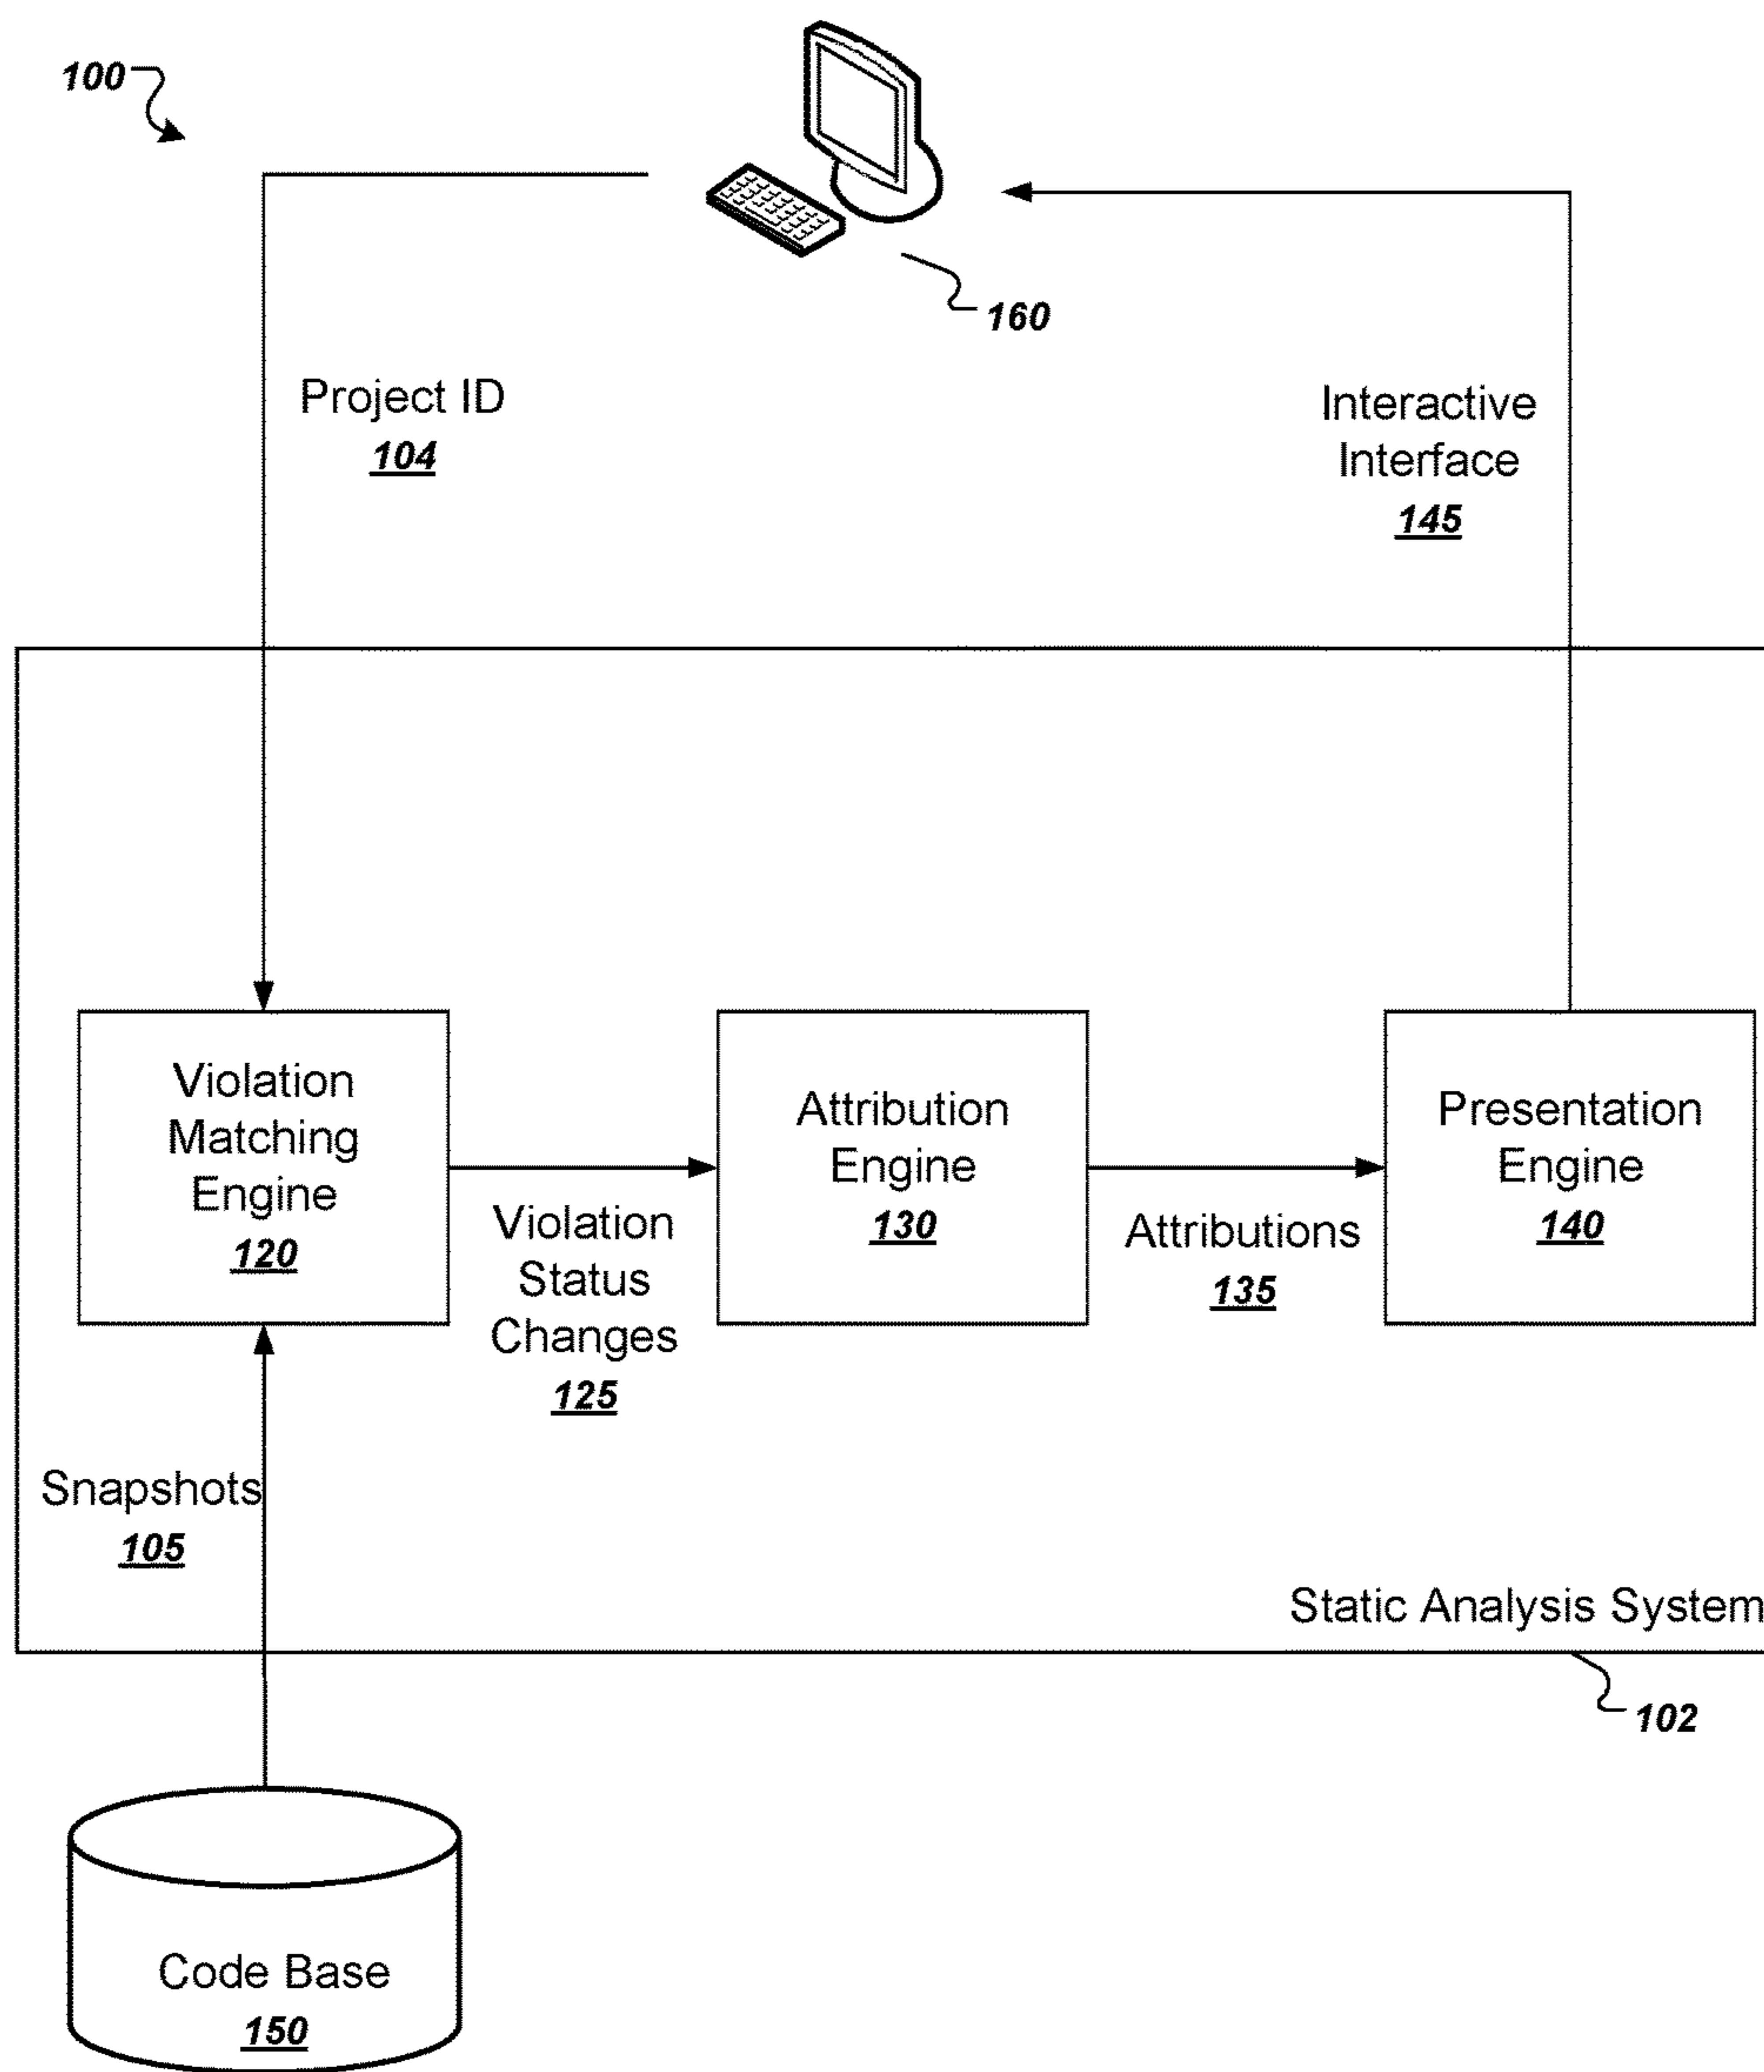 100
160
Project ID
104
Interactive
Interface
145
Violation
Matching
Engine
120
Violation
Status
Changes
125
Attribution
Engine
130
Attributions
135
Presentation
Engine
140
Snapshots
105
Static Analysis System
102
Code Base
150